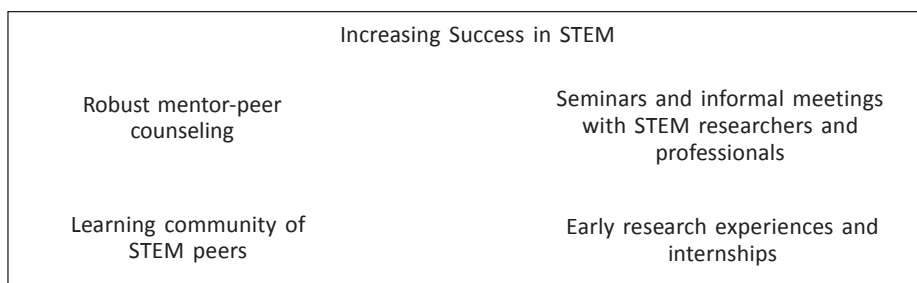 Increasing Success in STEM
Robust mentor-peer
counseling
Seminars and informal meetings
with STEM researchers and
professionals
Learning community of
STEM peers
Early research experiences and
internships